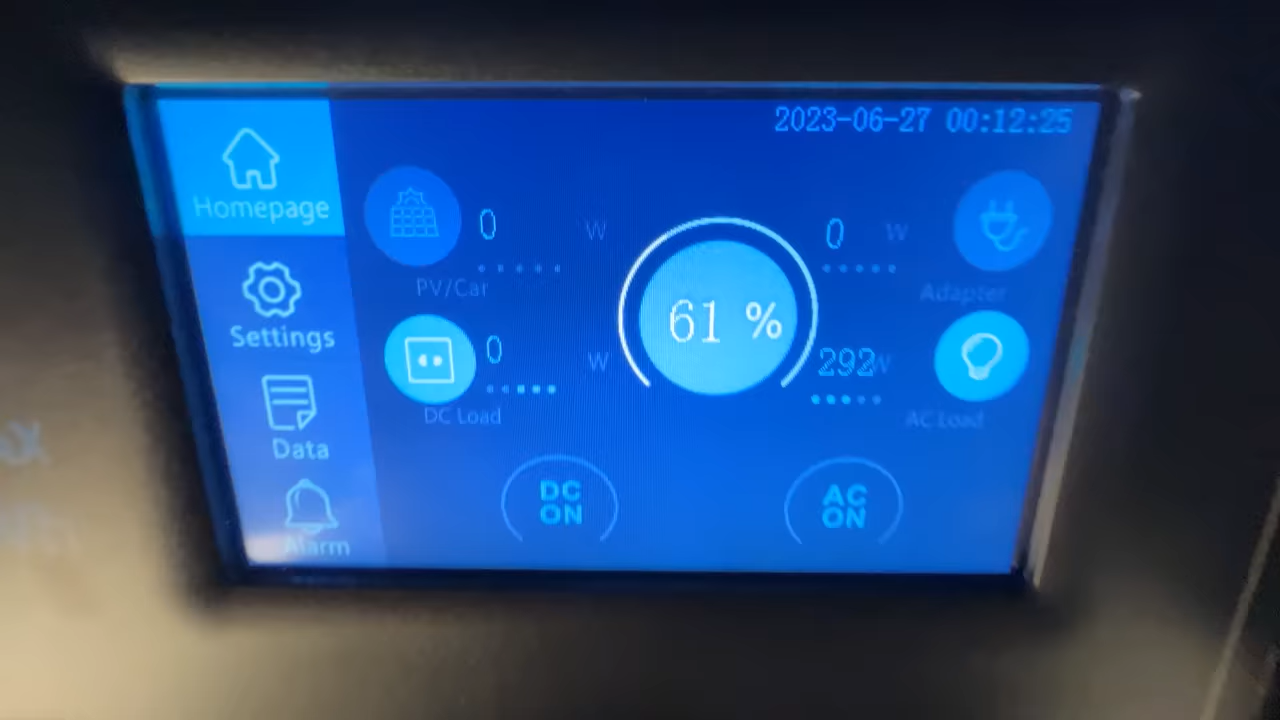 2023-06-27 00:12:25
Homepage
Settings
Data
Alarm
0 W
PV/Car
0 W
DC Load
61 %
0 W
Adapter
292W
AC Load
DC
ON
AC
ON